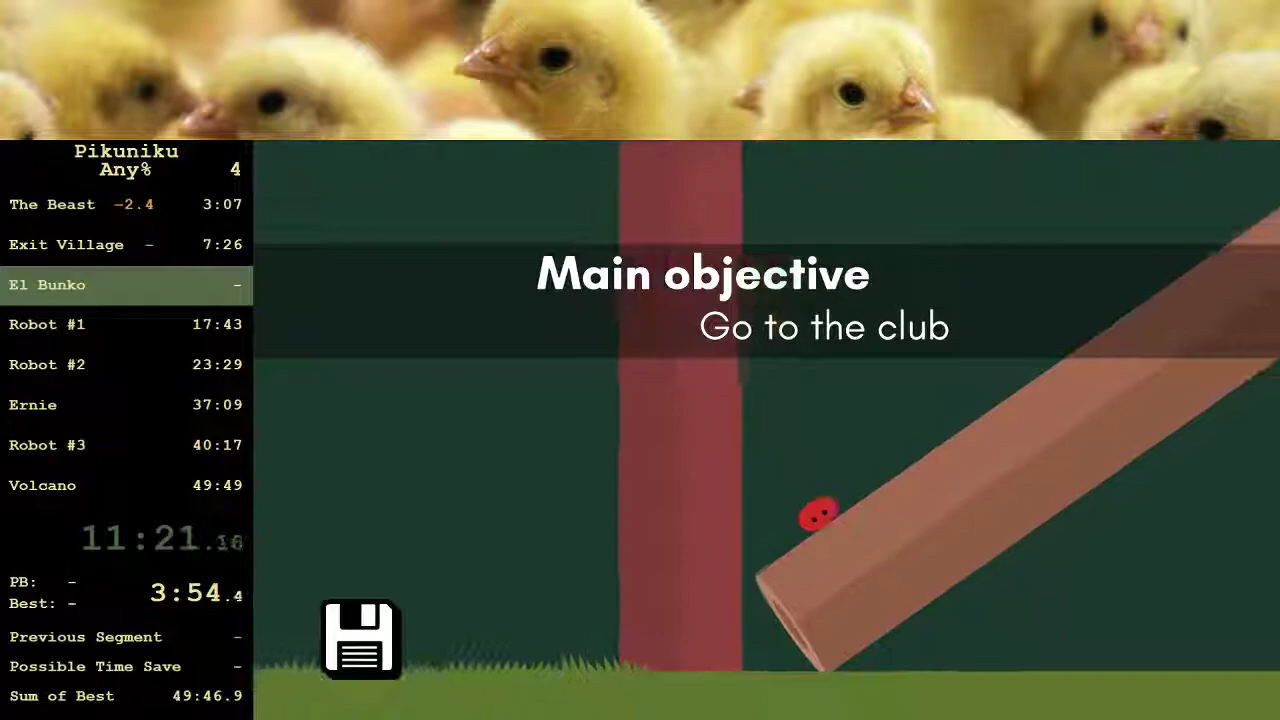 Pikuniku
Any% 4
The Beast -2.4 3:07
Exit Village - 7:26
El Bunko -
Robot #1 17:43
Robot #2 23:29
Ernie 37:09
Robot #3 40:17
Volcano 49:49
11:21.16
PB: -
Best: - 3:54.4
Previous Segment -
Possible Time Save -
Sum of Best 49:46.9
Main objective
Go to the club